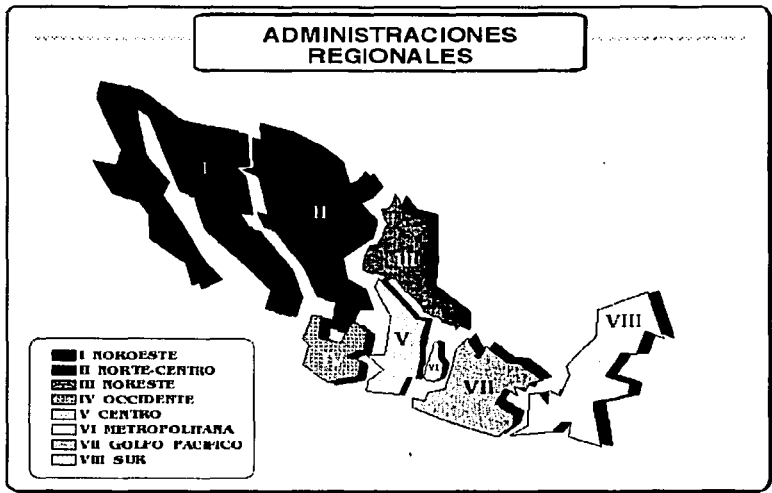 ADMINISTRACIONES
REGIONALES
I
II
III
IV
V
VI
VII
VIII
I NOROESTE
II NORTE-CENTRO
III NORESTE
IV OCCIDENTE
V CENTRO
VI METROPOLITANA
VII GOLFO PACIFICO
VIII SUR